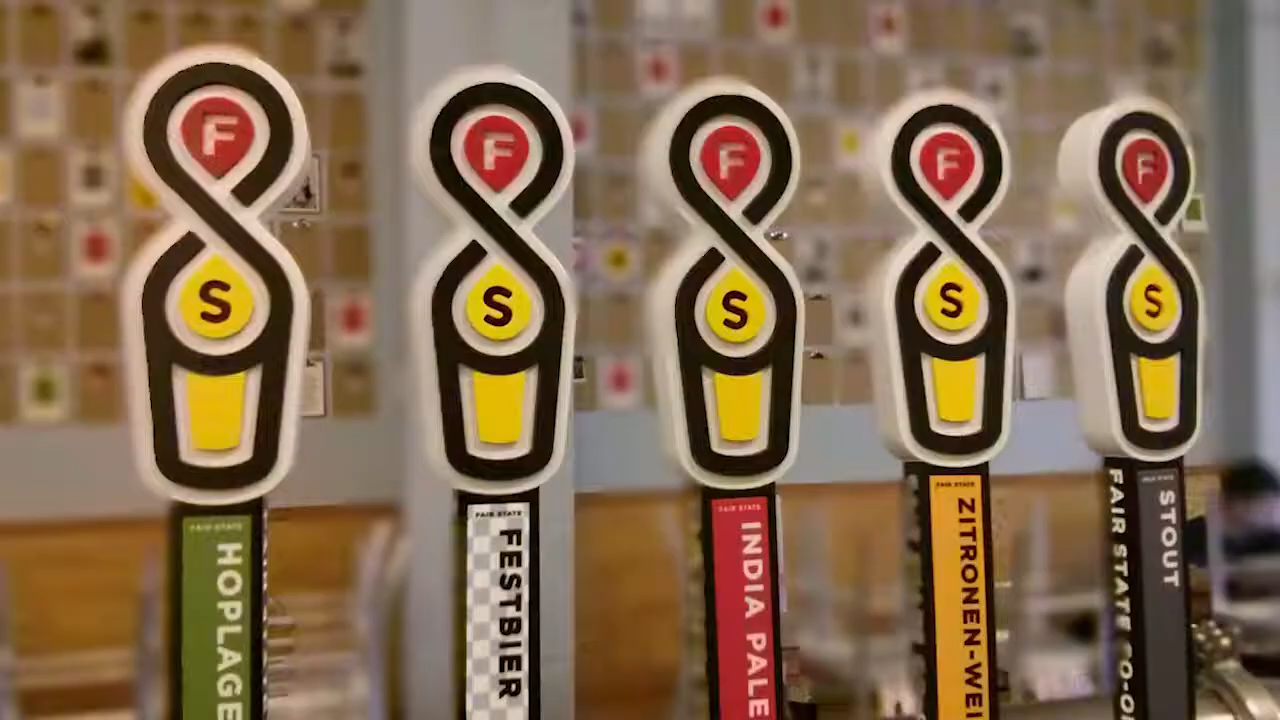 F
S
FAIR STATE
HOPLAGE
F
S
FAIR STATE
FESTBIER
F
S
FAIR STATE
INDIA PALE
F
S
FAIR STATE
ZITRONEN-WEI
F
S
FAIR STATE
STOUT
FAIR STATE CO-O